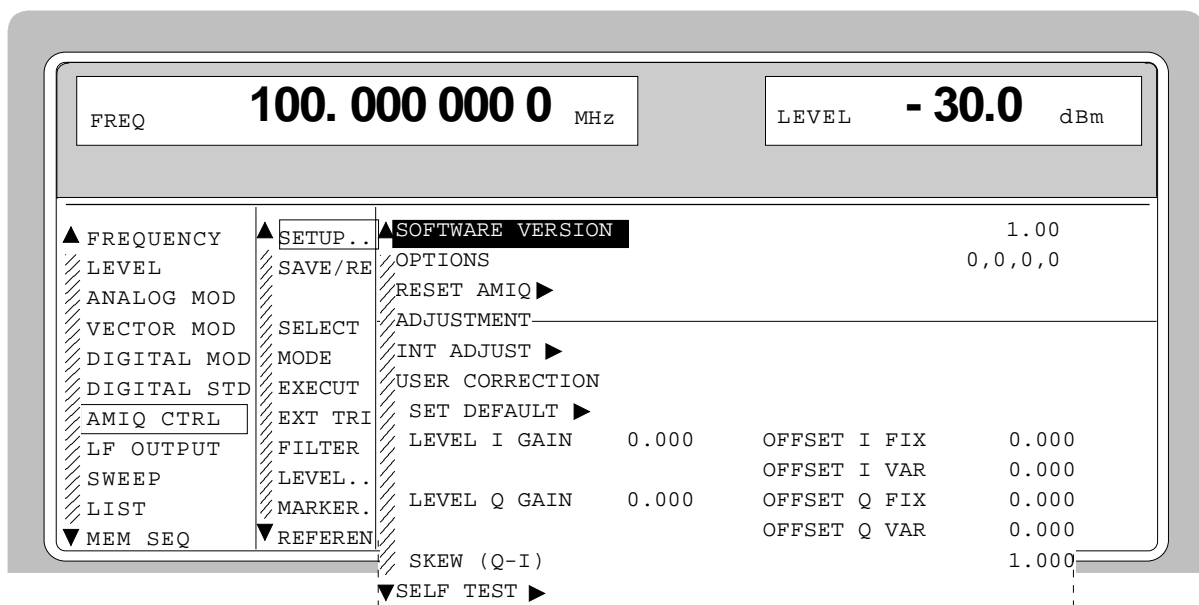 FREQ 100. 000 000 0 MHz LEVEL - 30.0 dBm
FREQUENCY SETUP.. SOFTWARE VERSION 1.00
LEVEL SAVE/RE OPTIONS 0,0,0,0
ANALOG MOD RESET AMIQ
VECTOR MOD SELECT ADJUSTMENT
DIGITAL MOD MODE INT ADJUST
DIGITAL STD EXECUT USER CORRECTION
AMIQ CTRL EXT TRI SET DEFAULT
LF OUTPUT FILTER LEVEL I GAIN 0.000 OFFSET I FIX 0.000
SWEEP LEVEL.. OFFSET I VAR 0.000
LIST MARKER. LEVEL Q GAIN 0.000 OFFSET Q FIX 0.000
MEM SEQ REFEREN OFFSET Q VAR 0.000
SKEW (Q-I) 1.000
SELF TEST